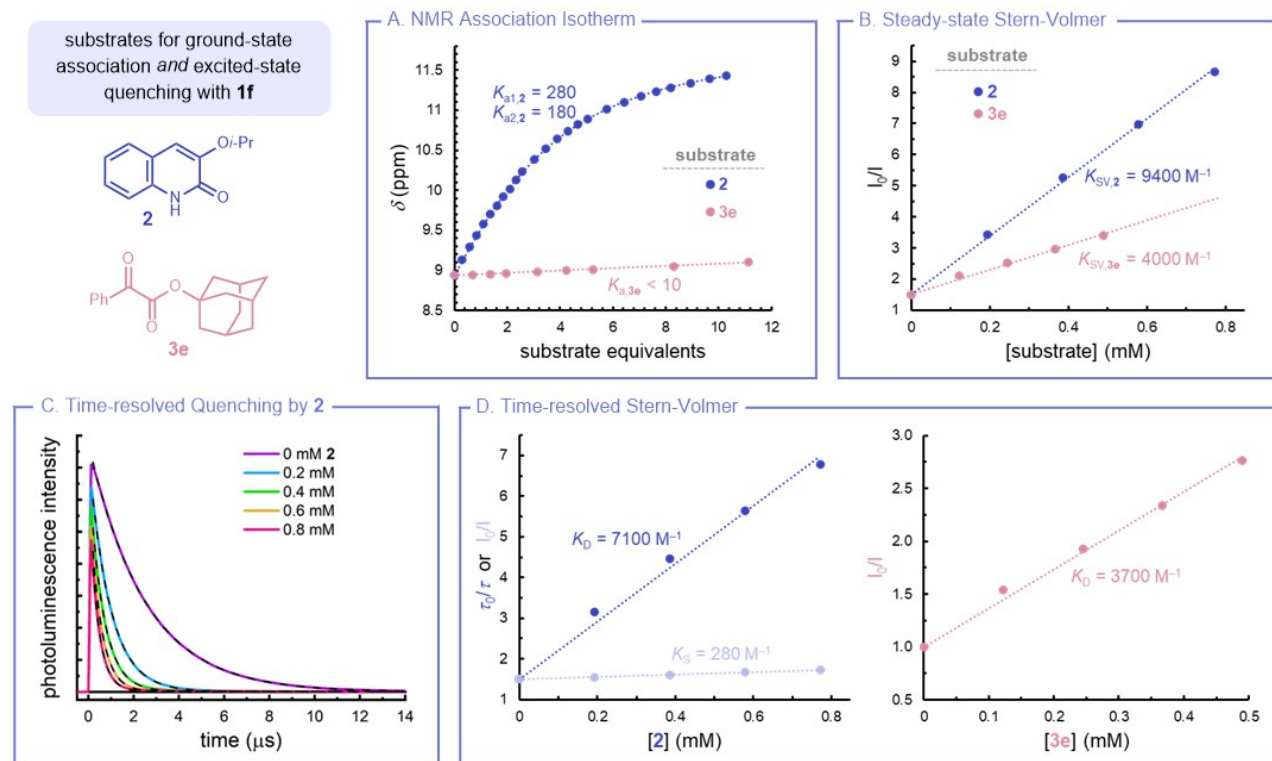 substrates for ground-state
association and excited-state
quenching with 1f
Oi-Pr
N
H
O
2
O
Ph
O
O
3e
A. NMR Association Isotherm
δ (ppm)
11.5
11
10.5
10
9.5
9
8.5
Ka1,2 = 280
Ka2,2 = 180
substrate
2
3e
Ka,3e < 10
0 2 4 6 8 10 12
substrate equivalents
B. Steady-state Stern-Volmer
I0/I
9
8
7
6
5
4
3
2
1
substrate
2
3e
KSV,2 = 9400 M–1
KSV,3e = 4000 M–1
0 0.2 0.4 0.6 0.8
[substrate] (mM)
C. Time-resolved Quenching by 2
photoluminescence intensity
0 mM 2
0.2 mM
0.4 mM
0.6 mM
0.8 mM
0 2 4 6 8 10 12 14
time (μs)
D. Time-resolved Stern-Volmer
τ0/τ or I0/I
7
6
5
4
3
2
1
KD = 7100 M–1
KS = 280 M–1
0 0.2 0.4 0.6 0.8
[2] (mM)
I0/I
3.0
2.5
2.0
1.5
1.0
0.5
KD = 3700 M–1
0 0.1 0.2 0.3 0.4 0.5
[3e] (mM)